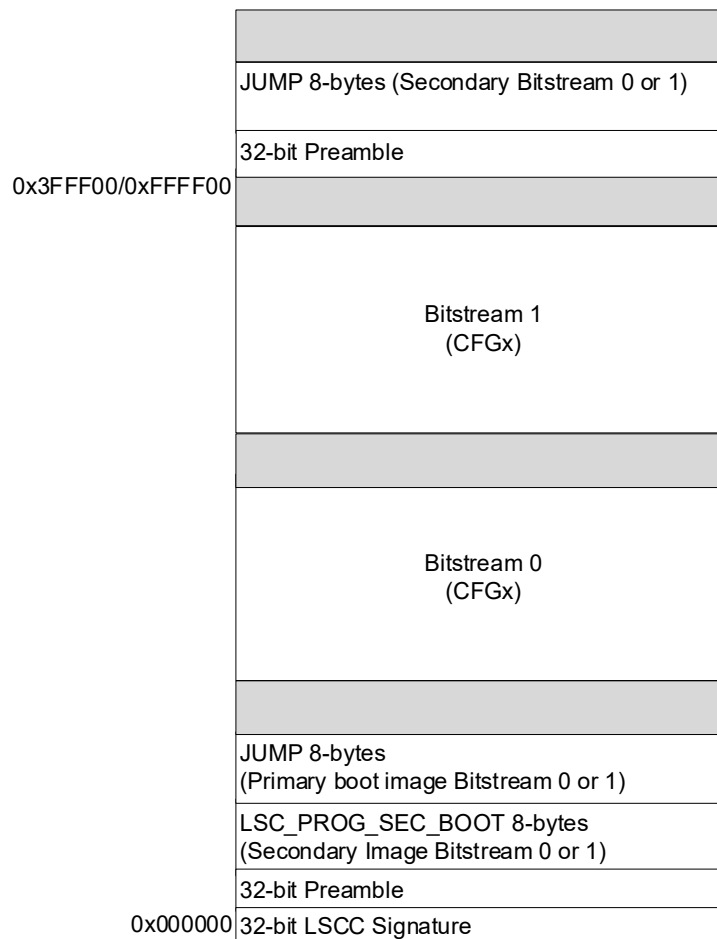 JUMP 8-bytes (Secondary Bitstream 0 or 1)
32-bit Preamble
0x3FFF00/0xFFFF00
Bitstream 1
(CFGx)
Bitstream 0
(CFGx)
JUMP 8-bytes
(Primary boot image Bitstream 0 or 1)
LSC_PROG_SEC_BOOT 8-bytes
(Secondary Image Bitstream 0 or 1)
32-bit Preamble
0x000000 32-bit LSCC Signature